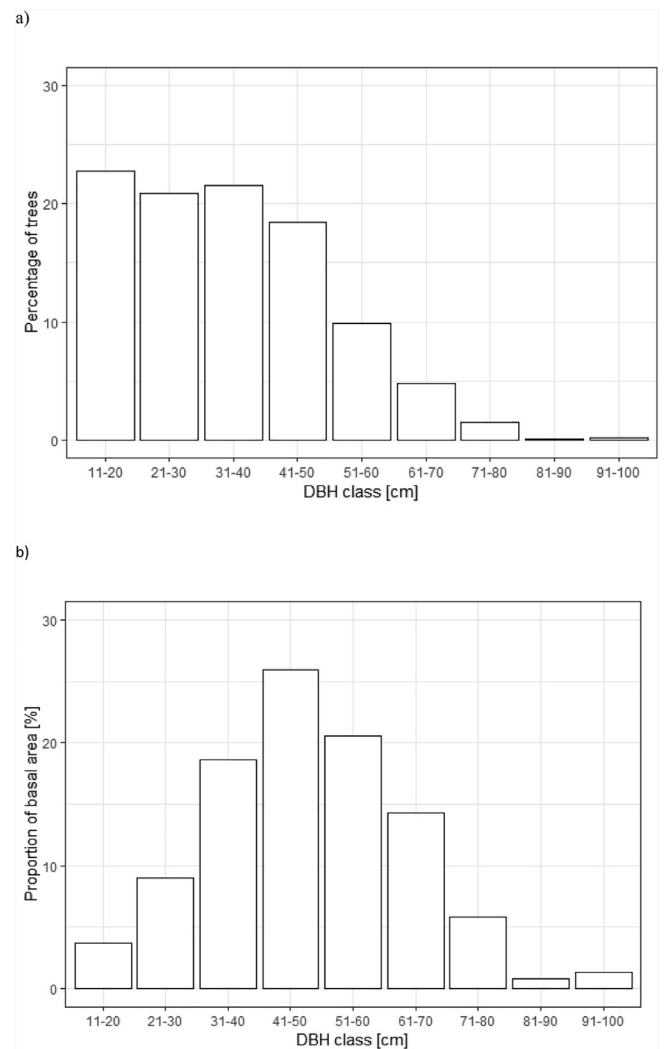 a)
Percentage of trees
30
20
10
0
11-20 21-30 31-40 41-50 51-60 61-70 71-80 81-90 91-100
DBH class [cm]
b)
Proportion of basal area [%]
30
20
10
0
11-20 21-30 31-40 41-50 51-60 61-70 71-80 81-90 91-100
DBH class [cm]